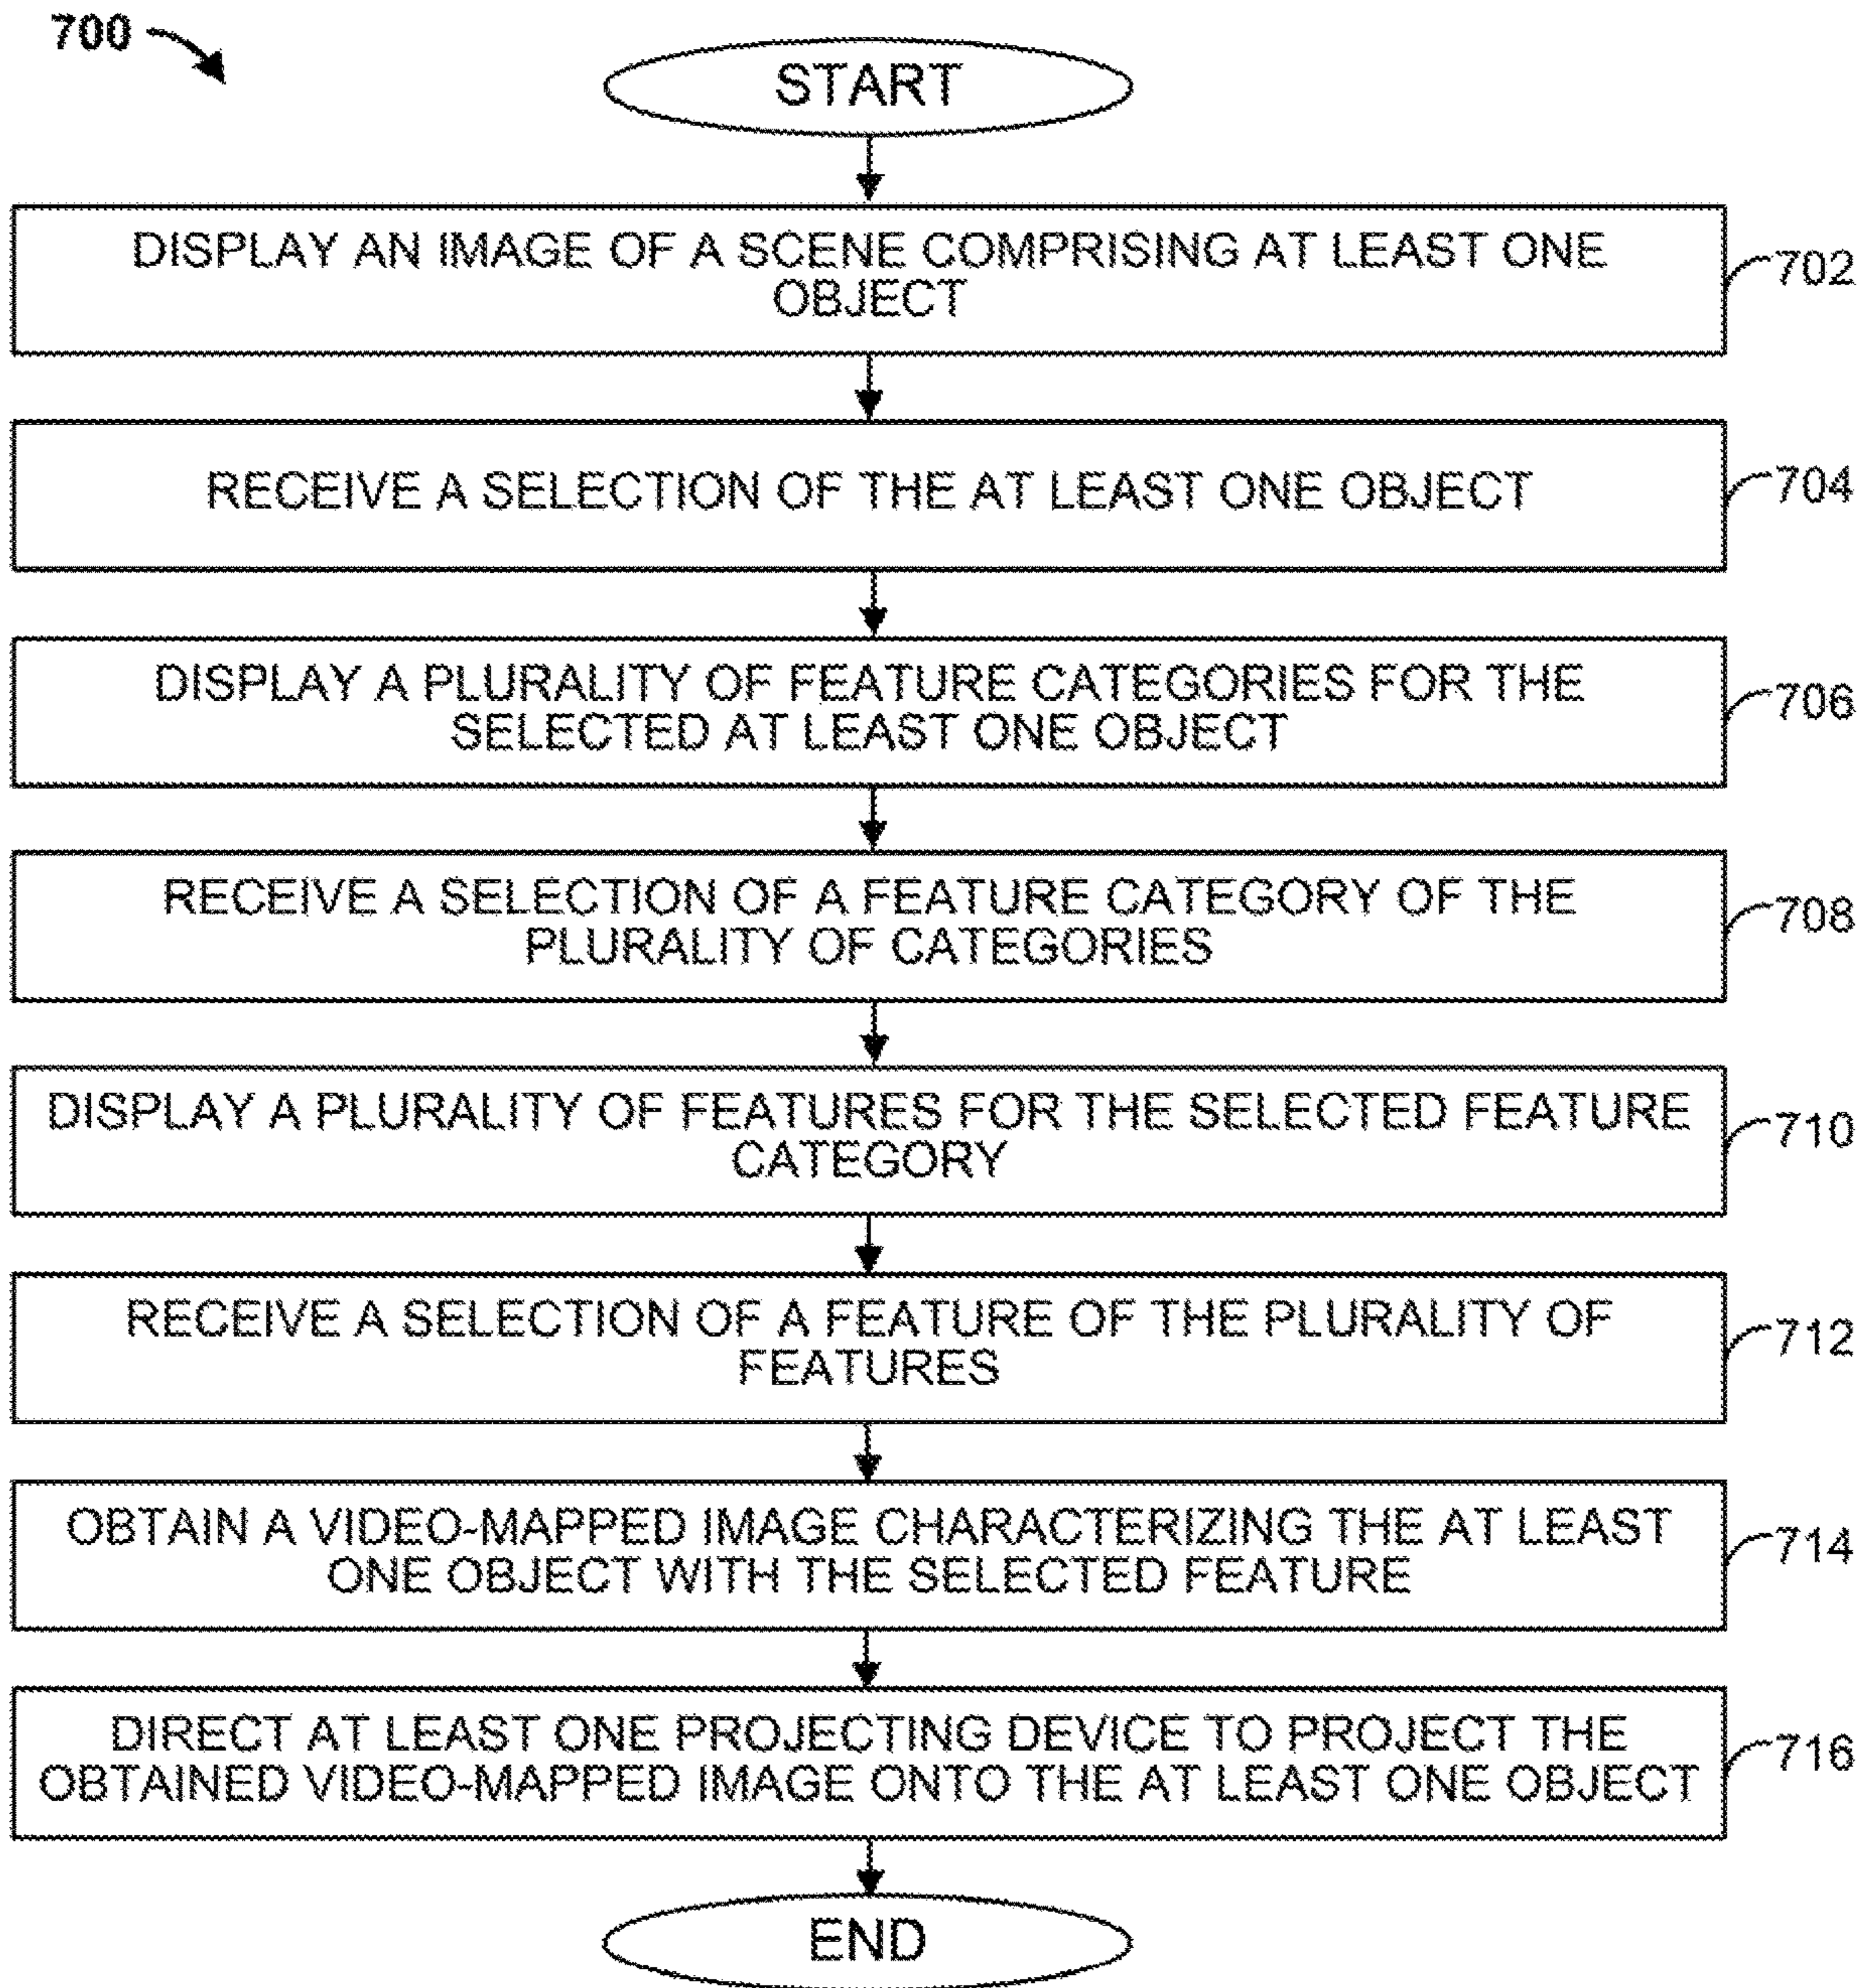 700
START
DISPLAY AN IMAGE OF A SCENE COMPRISING AT LEAST ONE
OBJECT
702
RECEIVE A SELECTION OF THE AT LEAST ONE OBJECT
704
DISPLAY A PLURALITY OF FEATURE CATEGORIES FOR THE
SELECTED AT LEAST ONE OBJECT
706
RECEIVE A SELECTION OF A FEATURE CATEGORY OF THE
PLURALITY OF CATEGORIES
708
DISPLAY A PLURALITY OF FEATURES FOR THE SELECTED FEATURE
CATEGORY
710
RECEIVE A SELECTION OF A FEATURE OF THE PLURALITY OF
FEATURES
712
OBTAIN A VIDEO-MAPPED IMAGE CHARACTERIZING THE AT LEAST
ONE OBJECT WITH THE SELECTED FEATURE
714
DIRECT AT LEAST ONE PROJECTING DEVICE TO PROJECT THE
OBTAINED VIDEO-MAPPED IMAGE ONTO THE AT LEAST ONE OBJECT
716
END